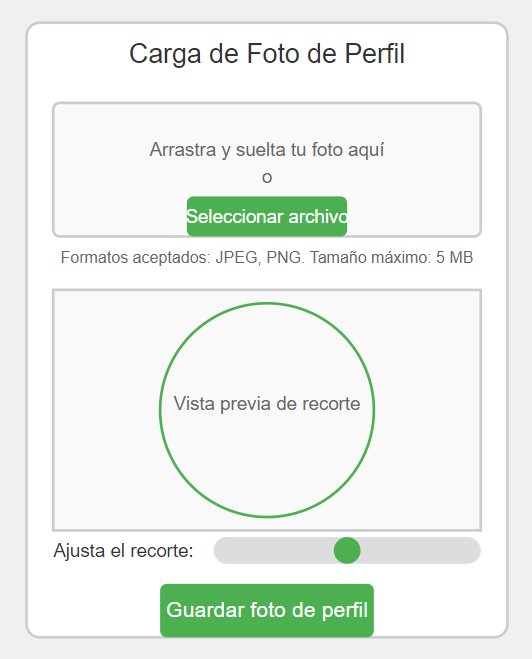 Carga de Foto de Perfil
Arrastra y suelta tu foto aquí
o
Seleccionar archivo
Formatos aceptados: JPEG, PNG. Tamaño máximo: 5 MB
Vista previa de recorte
Ajusta el recorte:
Guardar foto de perfil